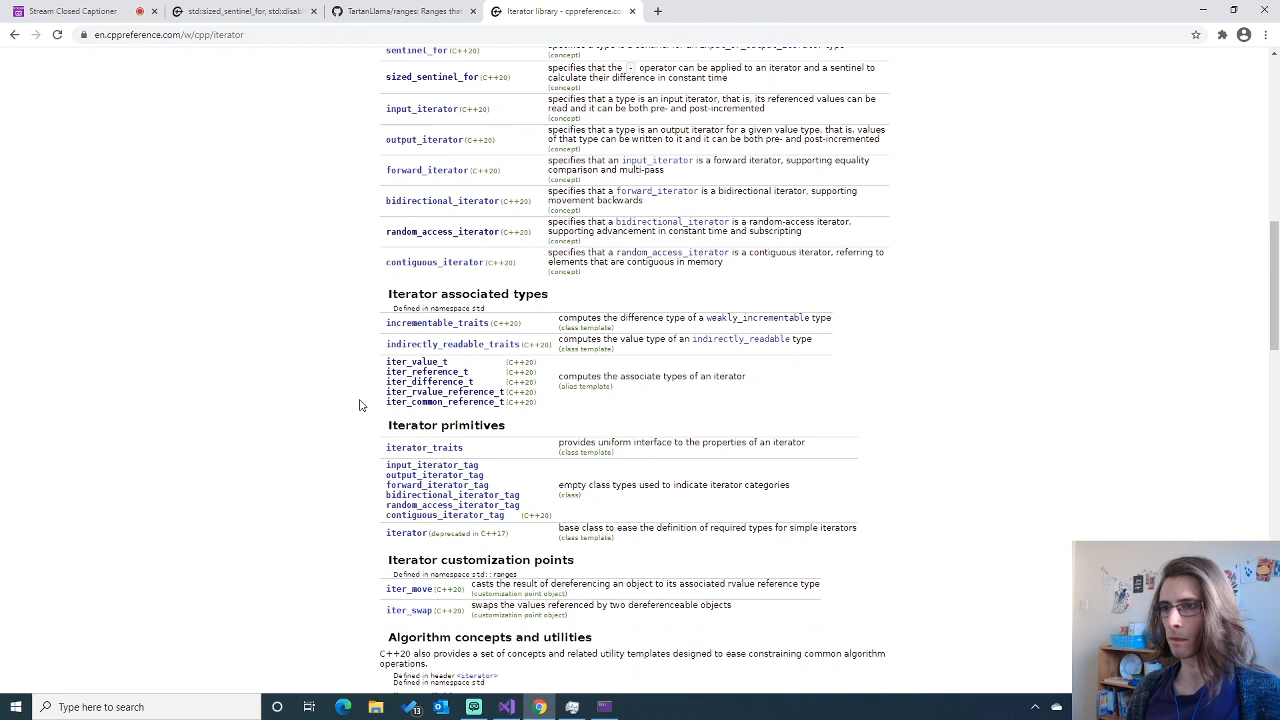 Stream Closed Captioner
std::sized_sentinel_for, std::disabl
TartanLlama/ranges: Ranges that
Iterator library - cppreference.com
en.cppreference.com/w/cpp/iterator
sentinel_for (C++20)
specifies a type is a sentinel for an input_or_output_iterator type
(concept)
sized_sentinel_for (C++20)
specifies that the - operator can be applied to an iterator and a sentinel to
calculate their difference in constant time
(concept)
input_iterator (C++20)
specifies that a type is an input iterator, that is, its referenced values can be
read and it can be both pre- and post-incremented
(concept)
output_iterator (C++20)
specifies that a type is an output iterator for a given value type, that is, values
of that type can be written to it and it can be both pre- and post-incremented
(concept)
forward_iterator (C++20)
specifies that an input_iterator is a forward iterator, supporting equality
comparison and multi-pass
(concept)
bidirectional_iterator (C++20)
specifies that a forward_iterator is a bidirectional iterator, supporting
movement backwards
(concept)
random_access_iterator (C++20)
specifies that a bidirectional_iterator is a random-access iterator,
supporting advancement in constant time and subscripting
(concept)
contiguous_iterator (C++20)
specifies that a random_access_iterator is a contiguous iterator, referring to
elements that are contiguous in memory
(concept)
Iterator associated types
Defined in namespace std
incrementable_traits (C++20)
computes the difference type of a weakly_incrementable type
(class template)
indirectly_readable_traits (C++20)
computes the value type of an indirectly_readable type
(class template)
iter_value_t (C++20)
iter_reference_t (C++20)
iter_difference_t (C++20)
iter_rvalue_reference_t (C++20)
iter_common_reference_t (C++20)
computes the associate types of an iterator
(alias template)
Iterator primitives
iterator_traits
provides uniform interface to the properties of an iterator
(class template)
input_iterator_tag
output_iterator_tag
forward_iterator_tag
bidirectional_iterator_tag
random_access_iterator_tag
contiguous_iterator_tag (C++20)
empty class types used to indicate iterator categories
(class)
iterator (deprecated in C++17)
base class to ease the definition of required types for simple iterators
(class template)
Iterator customization points
Defined in namespace std::ranges
iter_move (C++20)
casts the result of dereferencing an object to its associated rvalue reference type
(customization point object)
iter_swap (C++20)
swaps the values referenced by two dereferenceable objects
(customization point object)
Algorithm concepts and utilities
C++20 also provides a set of concepts and related utility templates designed to ease constraining common algorithm
operations.
Defined in header <iterator>
Defined in namespace std
Type here to search
13